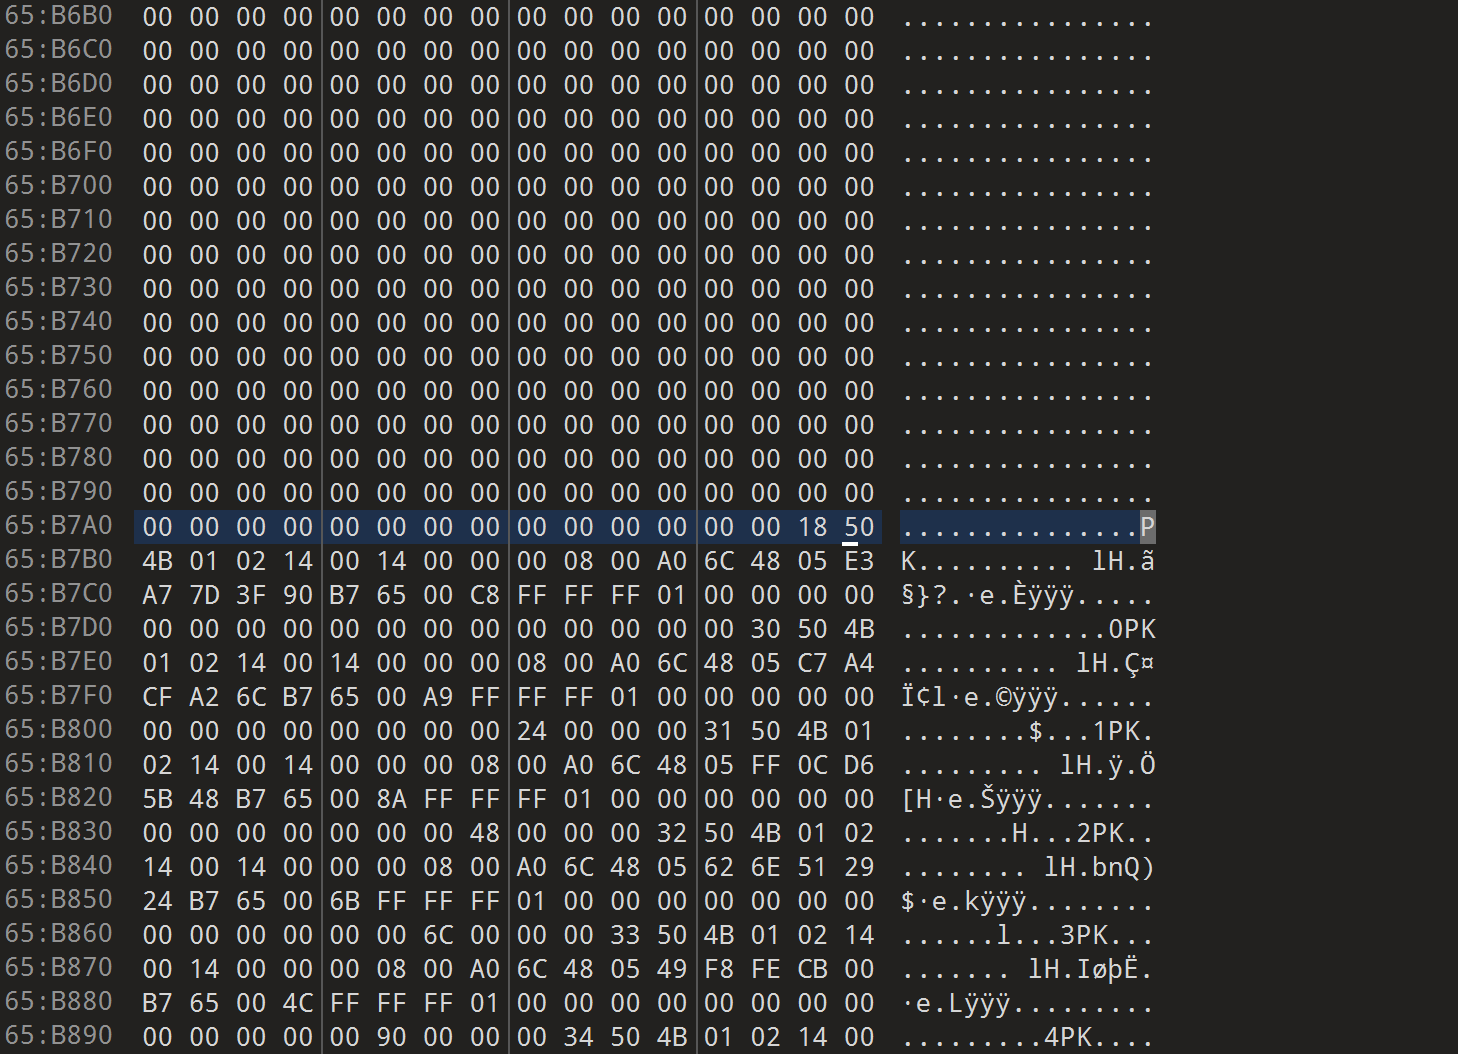 65:B6B0 00 00 00 00 00 00 00 00 00 00 00 00 00 00 00 00 ................
65:B6C0 00 00 00 00 00 00 00 00 00 00 00 00 00 00 00 00 ................
65:B6D0 00 00 00 00 00 00 00 00 00 00 00 00 00 00 00 00 ................
65:B6E0 00 00 00 00 00 00 00 00 00 00 00 00 00 00 00 00 ................
65:B6F0 00 00 00 00 00 00 00 00 00 00 00 00 00 00 00 00 ................
65:B700 00 00 00 00 00 00 00 00 00 00 00 00 00 00 00 00 ................
65:B710 00 00 00 00 00 00 00 00 00 00 00 00 00 00 00 00 ................
65:B720 00 00 00 00 00 00 00 00 00 00 00 00 00 00 00 00 ................
65:B730 00 00 00 00 00 00 00 00 00 00 00 00 00 00 00 00 ................
65:B740 00 00 00 00 00 00 00 00 00 00 00 00 00 00 00 00 ................
65:B750 00 00 00 00 00 00 00 00 00 00 00 00 00 00 00 00 ................
65:B760 00 00 00 00 00 00 00 00 00 00 00 00 00 00 00 00 ................
65:B770 00 00 00 00 00 00 00 00 00 00 00 00 00 00 00 00 ................
65:B780 00 00 00 00 00 00 00 00 00 00 00 00 00 00 00 00 ................
65:B790 00 00 00 00 00 00 00 00 00 00 00 00 00 00 00 00 ................
65:B7A0 00 00 00 00 00 00 00 00 00 00 00 00 00 00 18 50 ...............P
65:B7B0 4B 01 02 14 00 14 00 00 00 08 00 A0 6C 48 05 E3 K.......... lH.ã
65:B7C0 A7 7D 3F 90 B7 65 00 C8 FF FF FF 01 00 00 00 00 §}?.·e.Èÿÿÿ.....
65:B7D0 00 00 00 00 00 00 00 00 00 00 00 00 00 30 50 4B .............0PK
65:B7E0 01 02 14 00 14 00 00 00 08 00 A0 6C 48 05 C7 A4 .......... lH.Ç¤
65:B7F0 CF A2 6C B7 65 00 A9 FF FF FF 01 00 00 00 00 00 Ï¢l·e.©ÿÿÿ......
65:B800 00 00 00 00 00 00 00 00 24 00 00 00 31 50 4B 01 ........$...1PK.
65:B810 02 14 00 14 00 00 00 08 00 A0 6C 48 05 FF 0C D6 ......... lH.ÿ.Ö
65:B820 5B 48 B7 65 00 8A FF FF FF 01 00 00 00 00 00 00 [H·e.Šÿÿÿ.......
65:B830 00 00 00 00 00 00 00 48 00 00 00 32 50 4B 01 02 .......H...2PK..
65:B840 14 00 14 00 00 00 08 00 A0 6C 48 05 62 6E 51 29 ........ lH.bnQ)
65:B850 24 B7 65 00 6B FF FF FF 01 00 00 00 00 00 00 00 $·e.kÿÿÿ........
65:B860 00 00 00 00 00 00 6C 00 00 00 33 50 4B 01 02 14 ......l...3PK...
65:B870 00 14 00 00 00 08 00 A0 6C 48 05 49 F8 FE CB 00 ....... lH.IøþË.
65:B880 B7 65 00 4C FF FF FF 01 00 00 00 00 00 00 00 00 ·e.Lÿÿÿ.........
65:B890 00 00 00 00 00 90 00 00 00 34 50 4B 01 02 14 00 .........4PK....